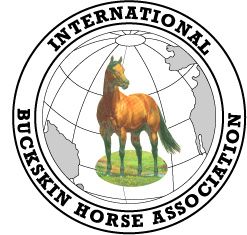 INTERNATIONAL
BUCKSKIN HORSE ASSOCIATION